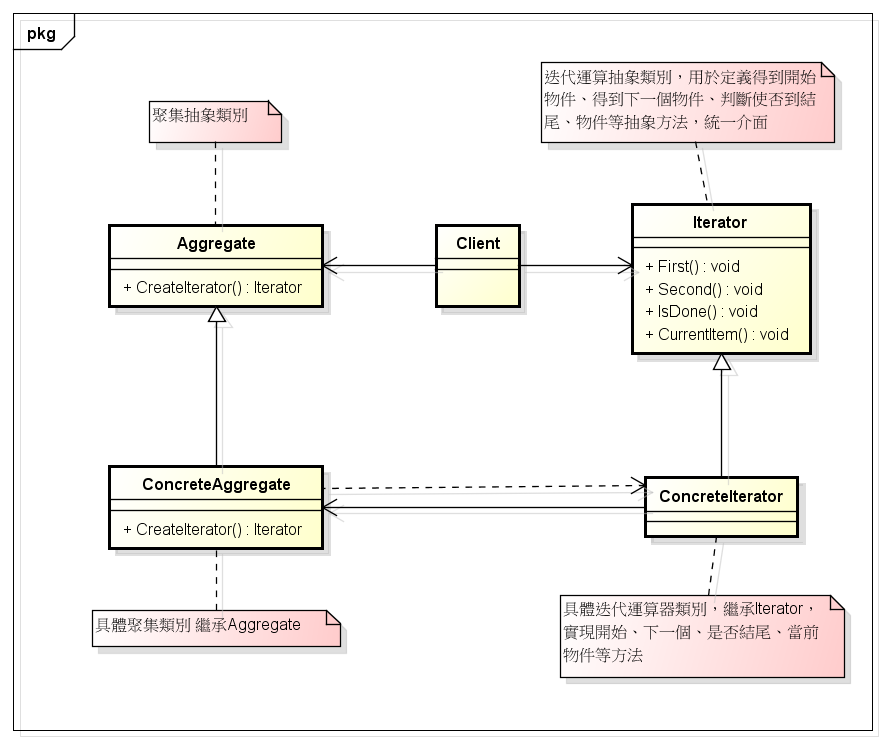 pkg
聚集抽象類別
迭代運算抽象類別，用於定義得到開始
物件、得到下一個物件、判斷使否到結
尾、物件等抽象方法，統一介面
Aggregate
+ CreateIterator() : Iterator
Client
Iterator
+ First() : void
+ Second() : void
+ IsDone() : void
+ CurrentItem() : void
ConcreteAggregate
+ CreateIterator() : Iterator
ConcreteIterator
具體聚集類別 繼承Aggregate
具體迭代運算器類別，繼承Iterator，
實現開始、下一個、是否結尾、當前
物件等方法